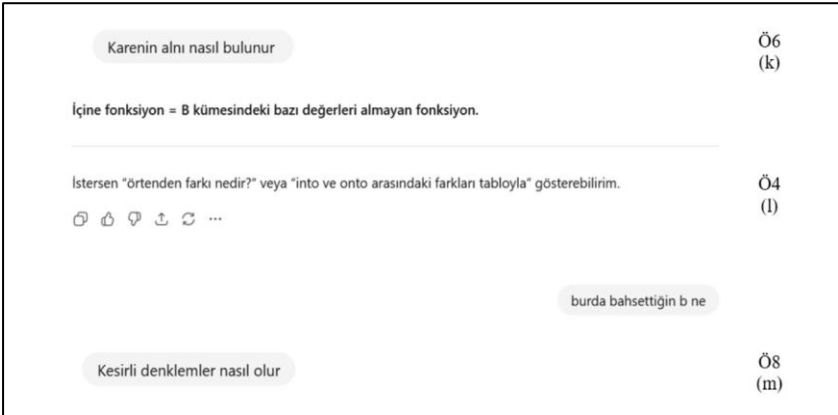 Karenin alnı nasıl bulunur
Ö6
(k)
İçine fonksiyon = B kümesindeki bazı değerleri almayan fonksiyon.
İstersen "örtenden farkı nedir?" veya "into ve onto arasındaki farkları tabloyla" gösterebilirim.
Ö4
(l)
burda bahsettiğin b ne
Kesirli denklemler nasıl olur
Ö8
(m)